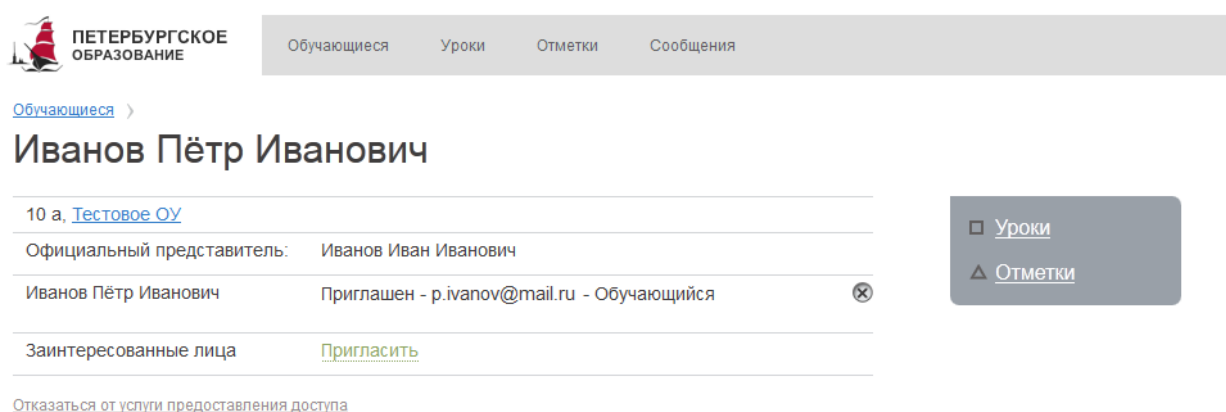 ПЕТЕРБУРГСКОЕ
ОБРАЗОВАНИЕ
Обучающиеся Уроки Отметки Сообщения
Обучающиеся
Иванов Пётр Иванович
10 а, Тестовое ОУ
Официальный представитель: Иванов Иван Иванович
Иванов Пётр Иванович Приглашен - p.ivanov@mail.ru - Обучающийся
Заинтересованные лица Пригласить
Отказаться от услуги предоставления доступа
Уроки
Отметки